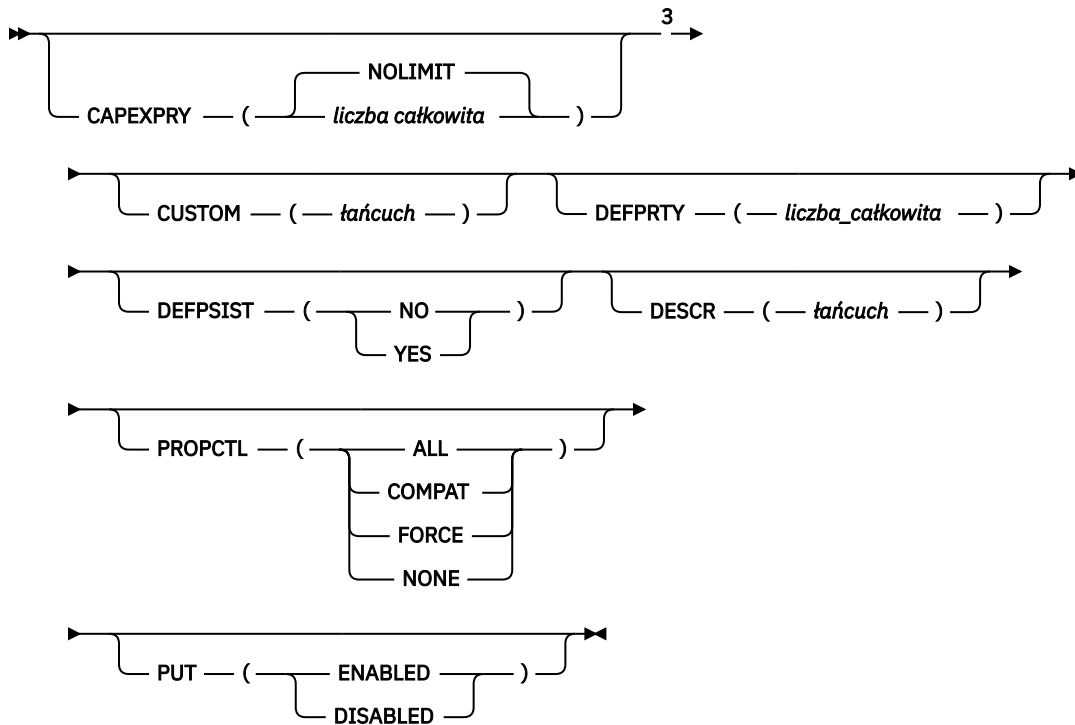 3
NOLIMIT
CAPEXPRY ( liczba całkowita )
CUSTOM ( łańcuch ) DEFPRTY ( liczba_całkowita )
DEFPSIST ( NO ) DESCR ( łańcuch )
YES
PROPCTL ( ALL )
COMPAT
FORCE
NONE
PUT ( ENABLED )
DISABLED